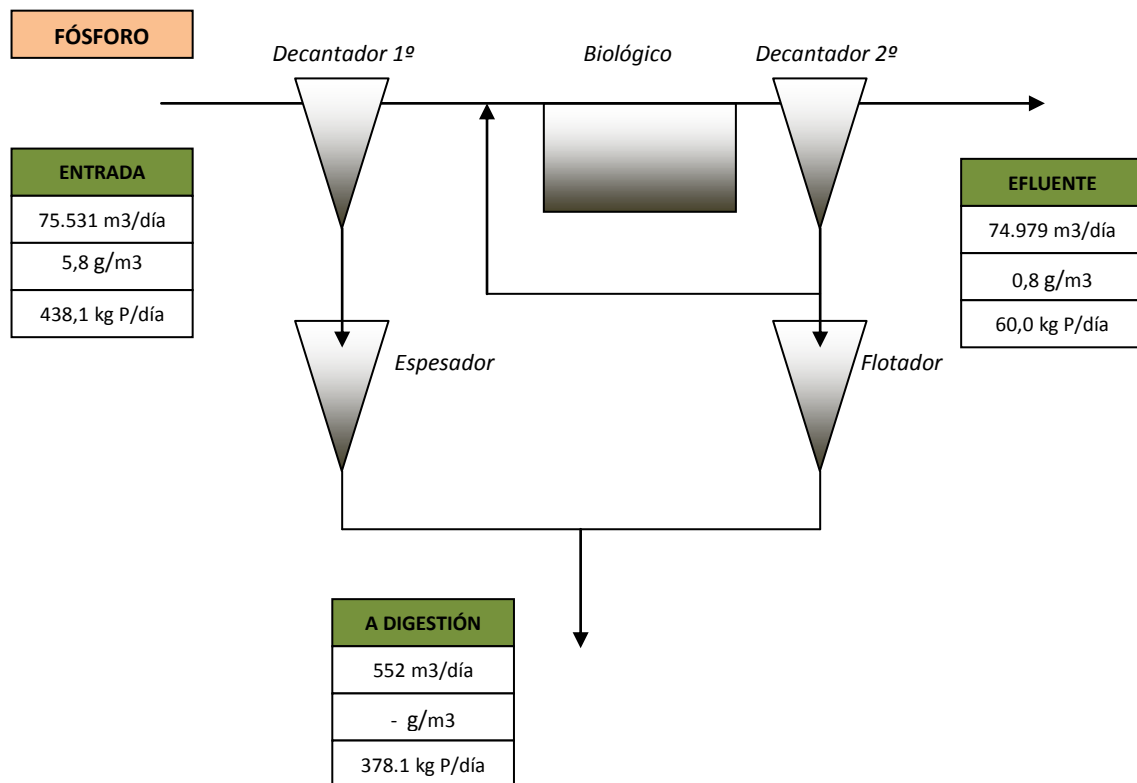 FÓSFORO
Decantador 1º
Biológico
Decantador 2º
ENTRADA
75.531 m3/día
5,8 g/m3
438,1 kg P/día
EFLUENTE
74.979 m3/día
0,8 g/m3
60,0 kg P/día
Espesador
Flotador
A DIGESTIÓN
552 m3/día
- g/m3
378.1 kg P/día